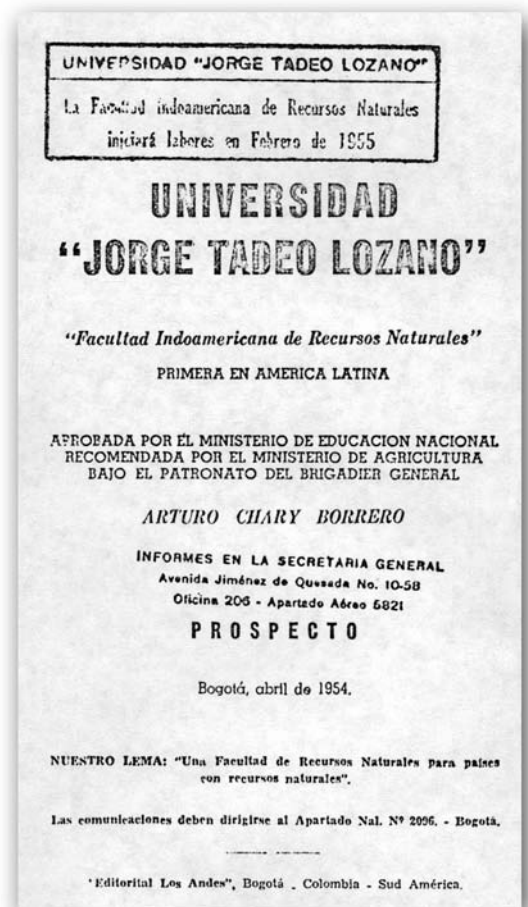 UNIVERSIDAD "JORGE TADEO LOZANO"
La Facultad indoamericana de Recursos Naturales
iniciará labores en Febrero de 1955
UNIVERSIDAD
"JORGE TADEO LOZANO"
"Facultad Indoamericana de Recursos Naturales"
PRIMERA EN AMERICA LATINA
APROBADA POR EL MINISTERIO DE EDUCACION NACIONAL
RECOMENDADA POR EL MINISTERIO DE AGRICULTURA
BAJO EL PATRONATO DEL BRIGADIER GENERAL
ARTURO CHARY BORRERO
INFORMES EN LA SECRETARIA GENERAL
Avenida Jiménez de Quesada No. 10-58
Oficina 206 - Apartado Aéreo 5821
PROSPECTO
Bogotá, abril de 1954.
NUESTRO LEMA: "Una Facultad de Recursos Naturales para países
con recursos naturales".
Las comunicaciones deben dirigirse al Apartado Nal. Nº 2096. - Bogotá.
"Editorital Los Andes", Bogotá . Colombia - Sud América.